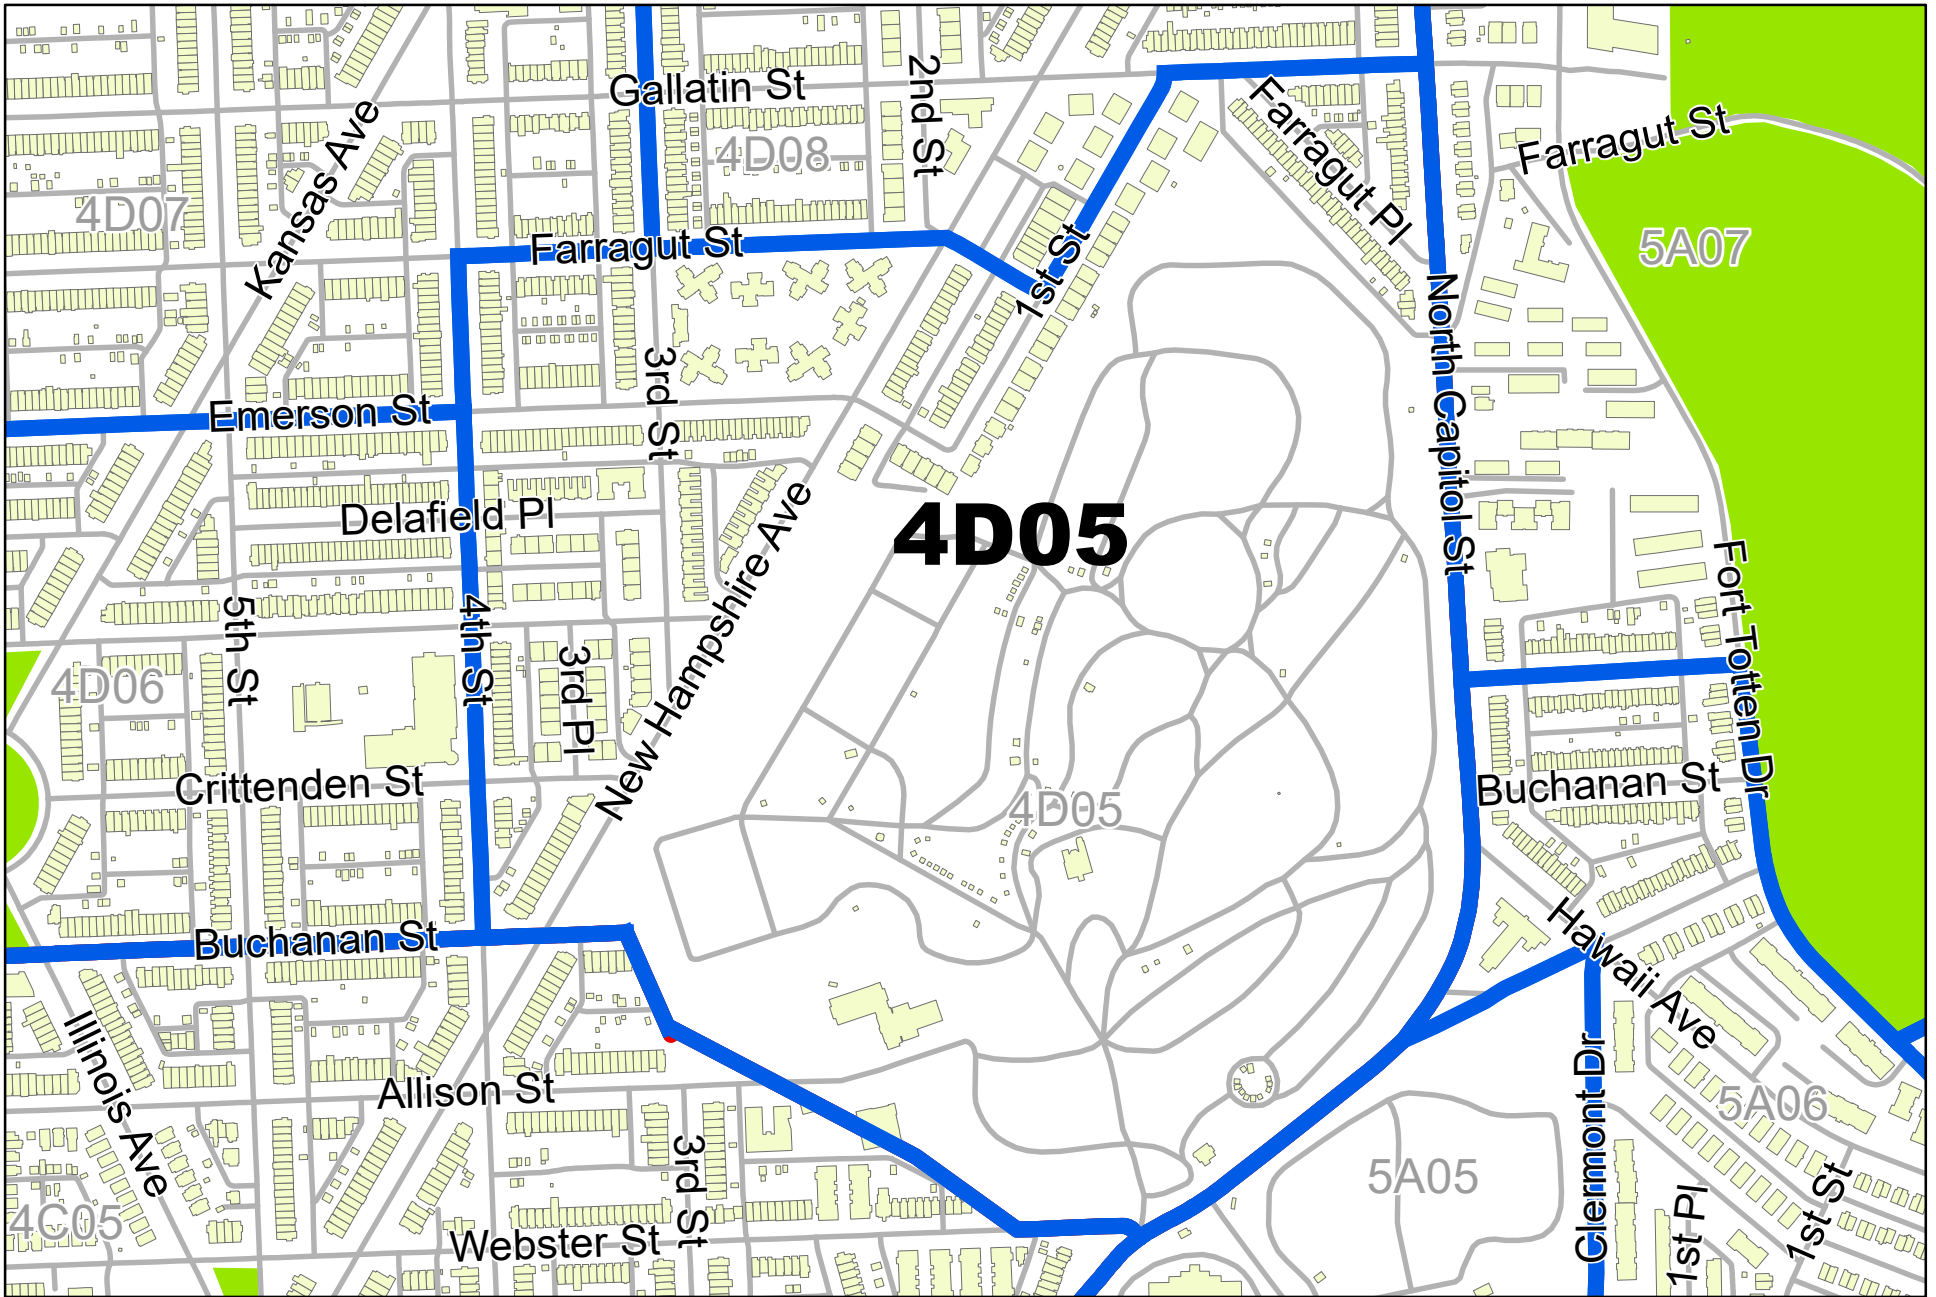 Gallatin St
2nd St
Kansas Ave
4D08
Farragut Pl
Farragut St
4D07
5A07
Farragut St
1st St
North Capitol St
Emerson St
3rd St
Delafield Pl
New Hampshire Ave
4D05
Fort Totten Dr
5th St
4th St
3rd Pl
4D06
Crittenden St
4D05
Buchanan St
Buchanan St
Hawaii Ave
Illinois Ave
Allison St
Clermont Dr
5A06
3rd St
5A05
4C05
Webster St
1st Pl
1st St